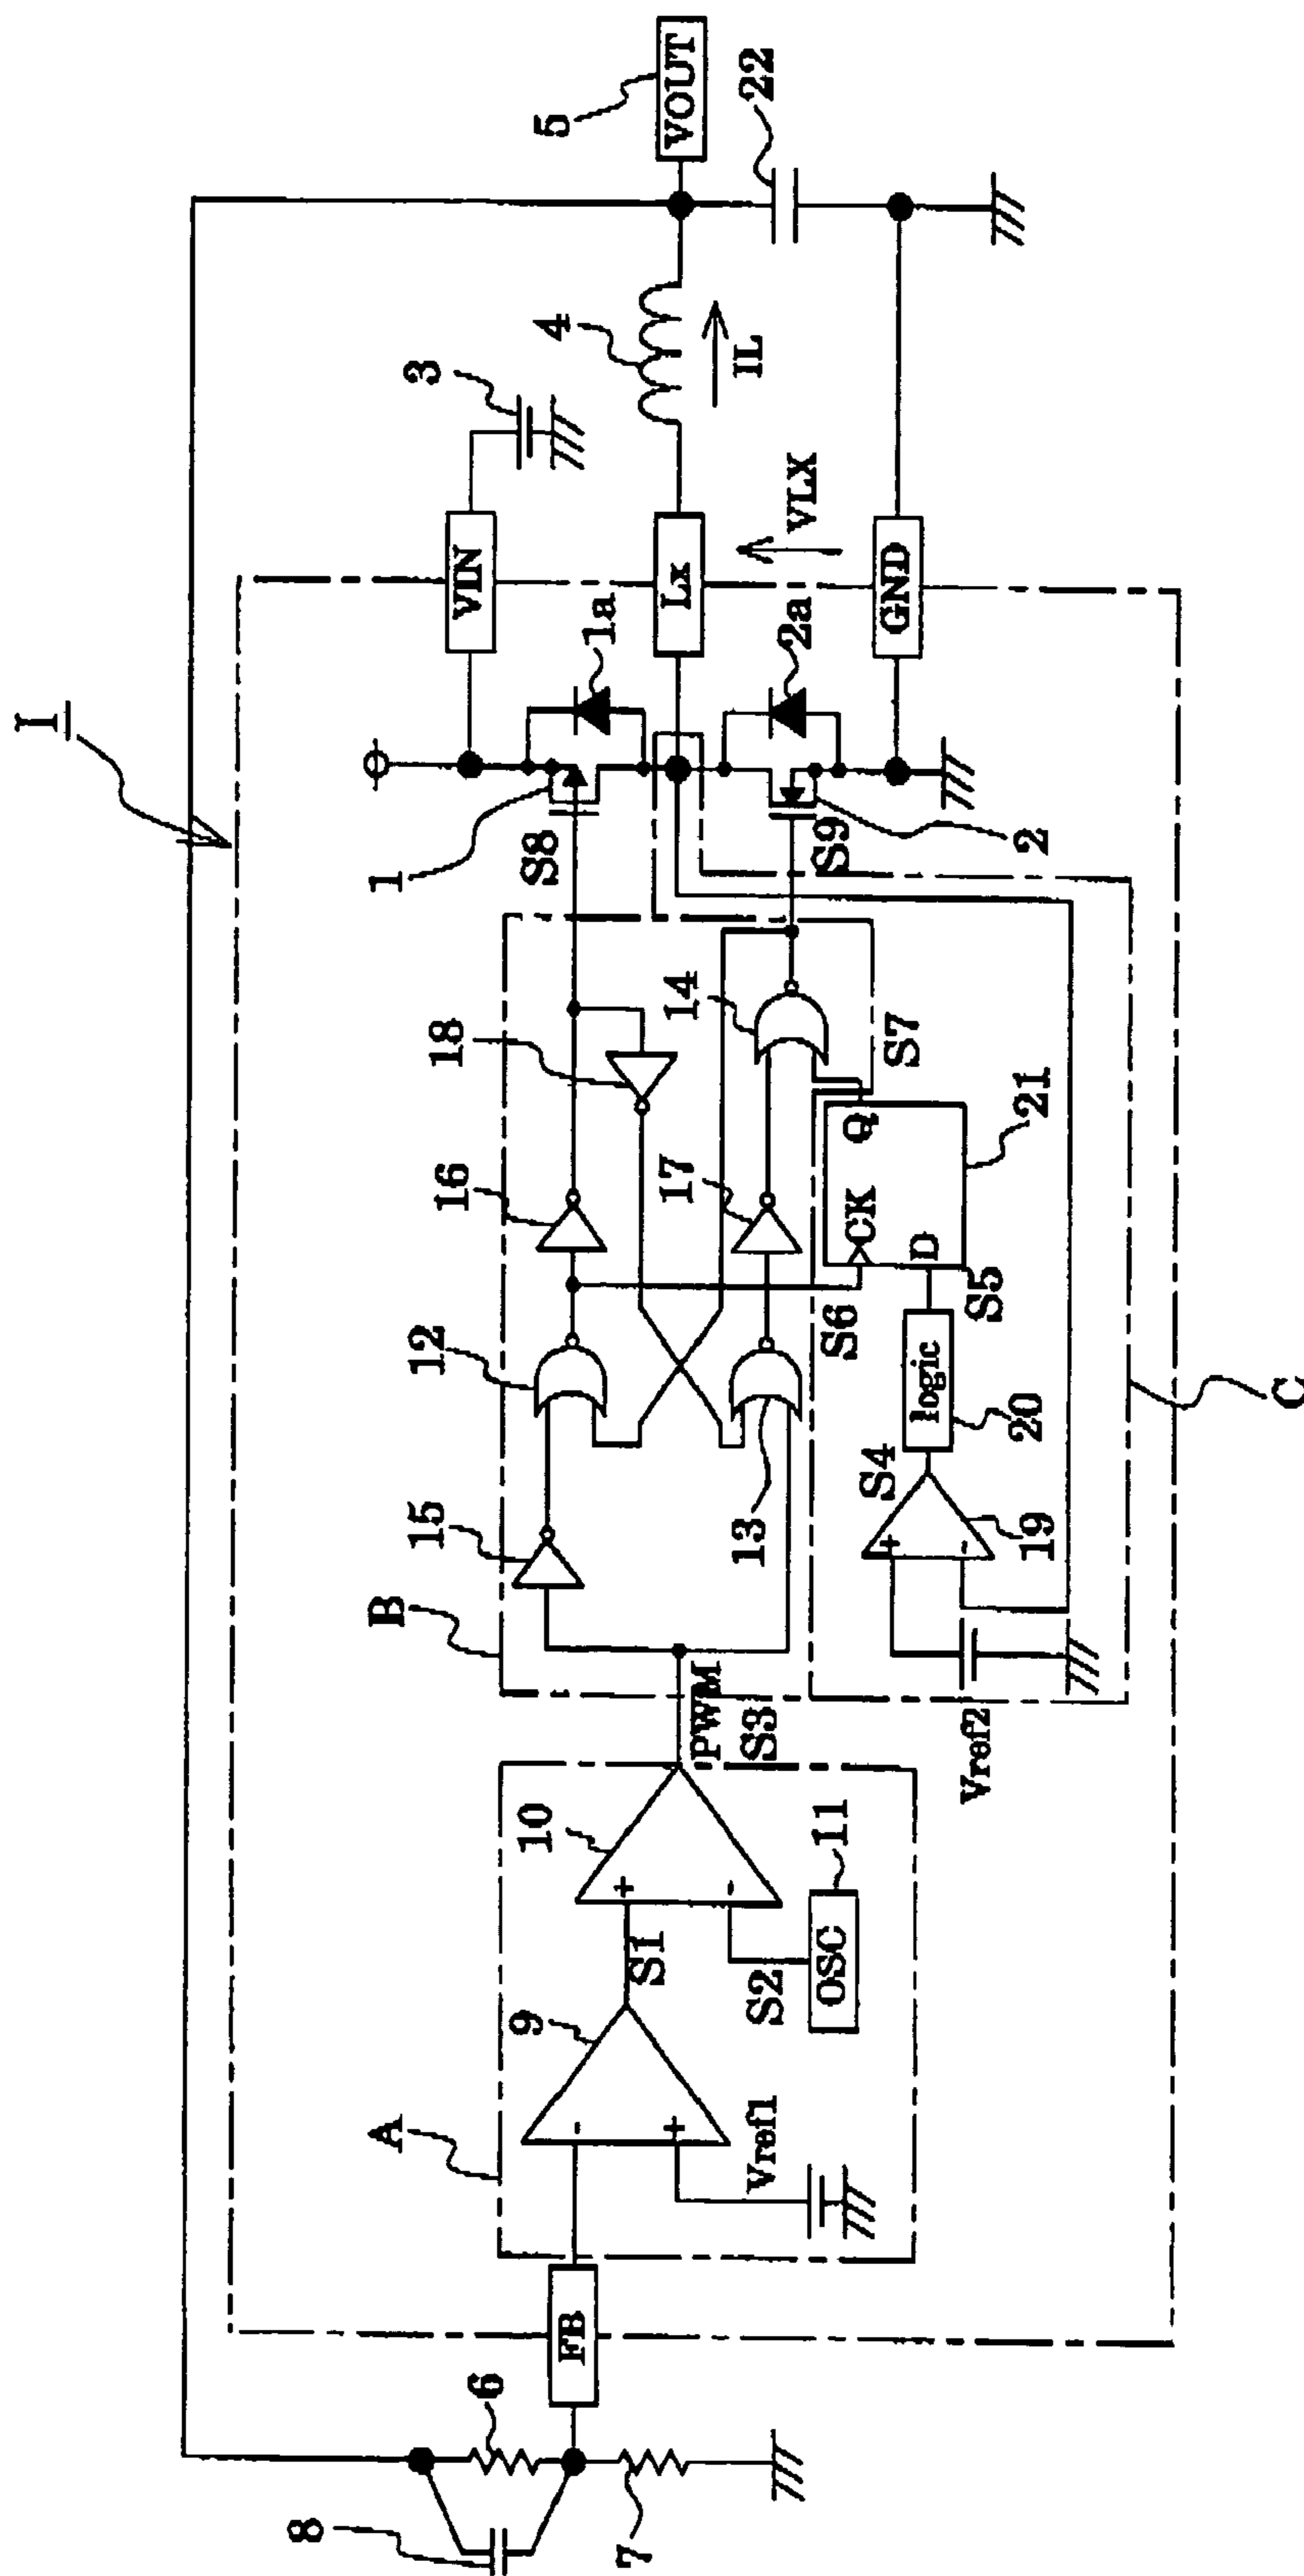 I
VOUT
5
22
4
IL
3
VIN
VLX
Lx
GND
1a
2a
1
2
S8
S9
14
18
S7
Q
21
16
17
CK
D
S5
S6
12
logic
20
C
S4
15
13
+
-
19
B
PWM
S3
Vref2
10
11
+
-
S1
S2
OSC
9
A
-
+
Vref1
FB
6
8
7